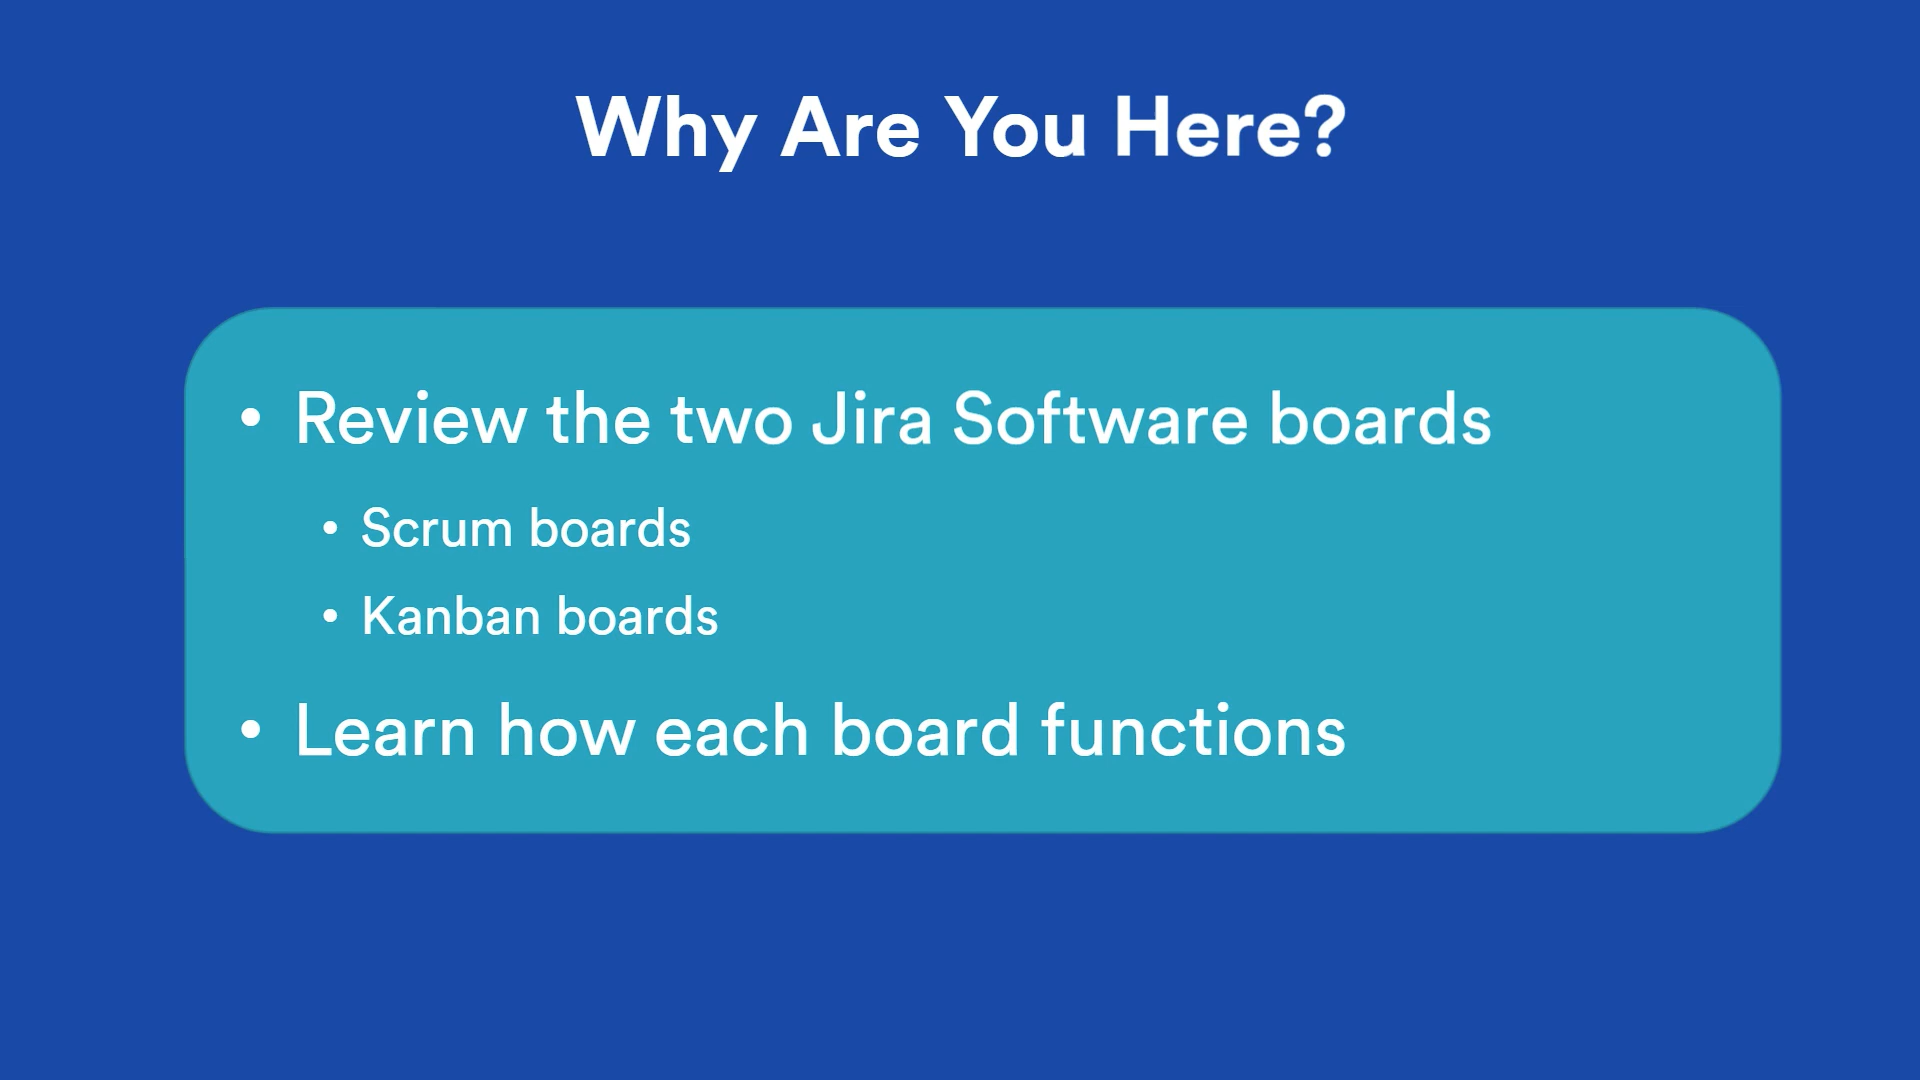 Why Are You Here?
• Review the two Jira Software boards
• Scrum boards
• Kanban boards
• Learn how each board functions